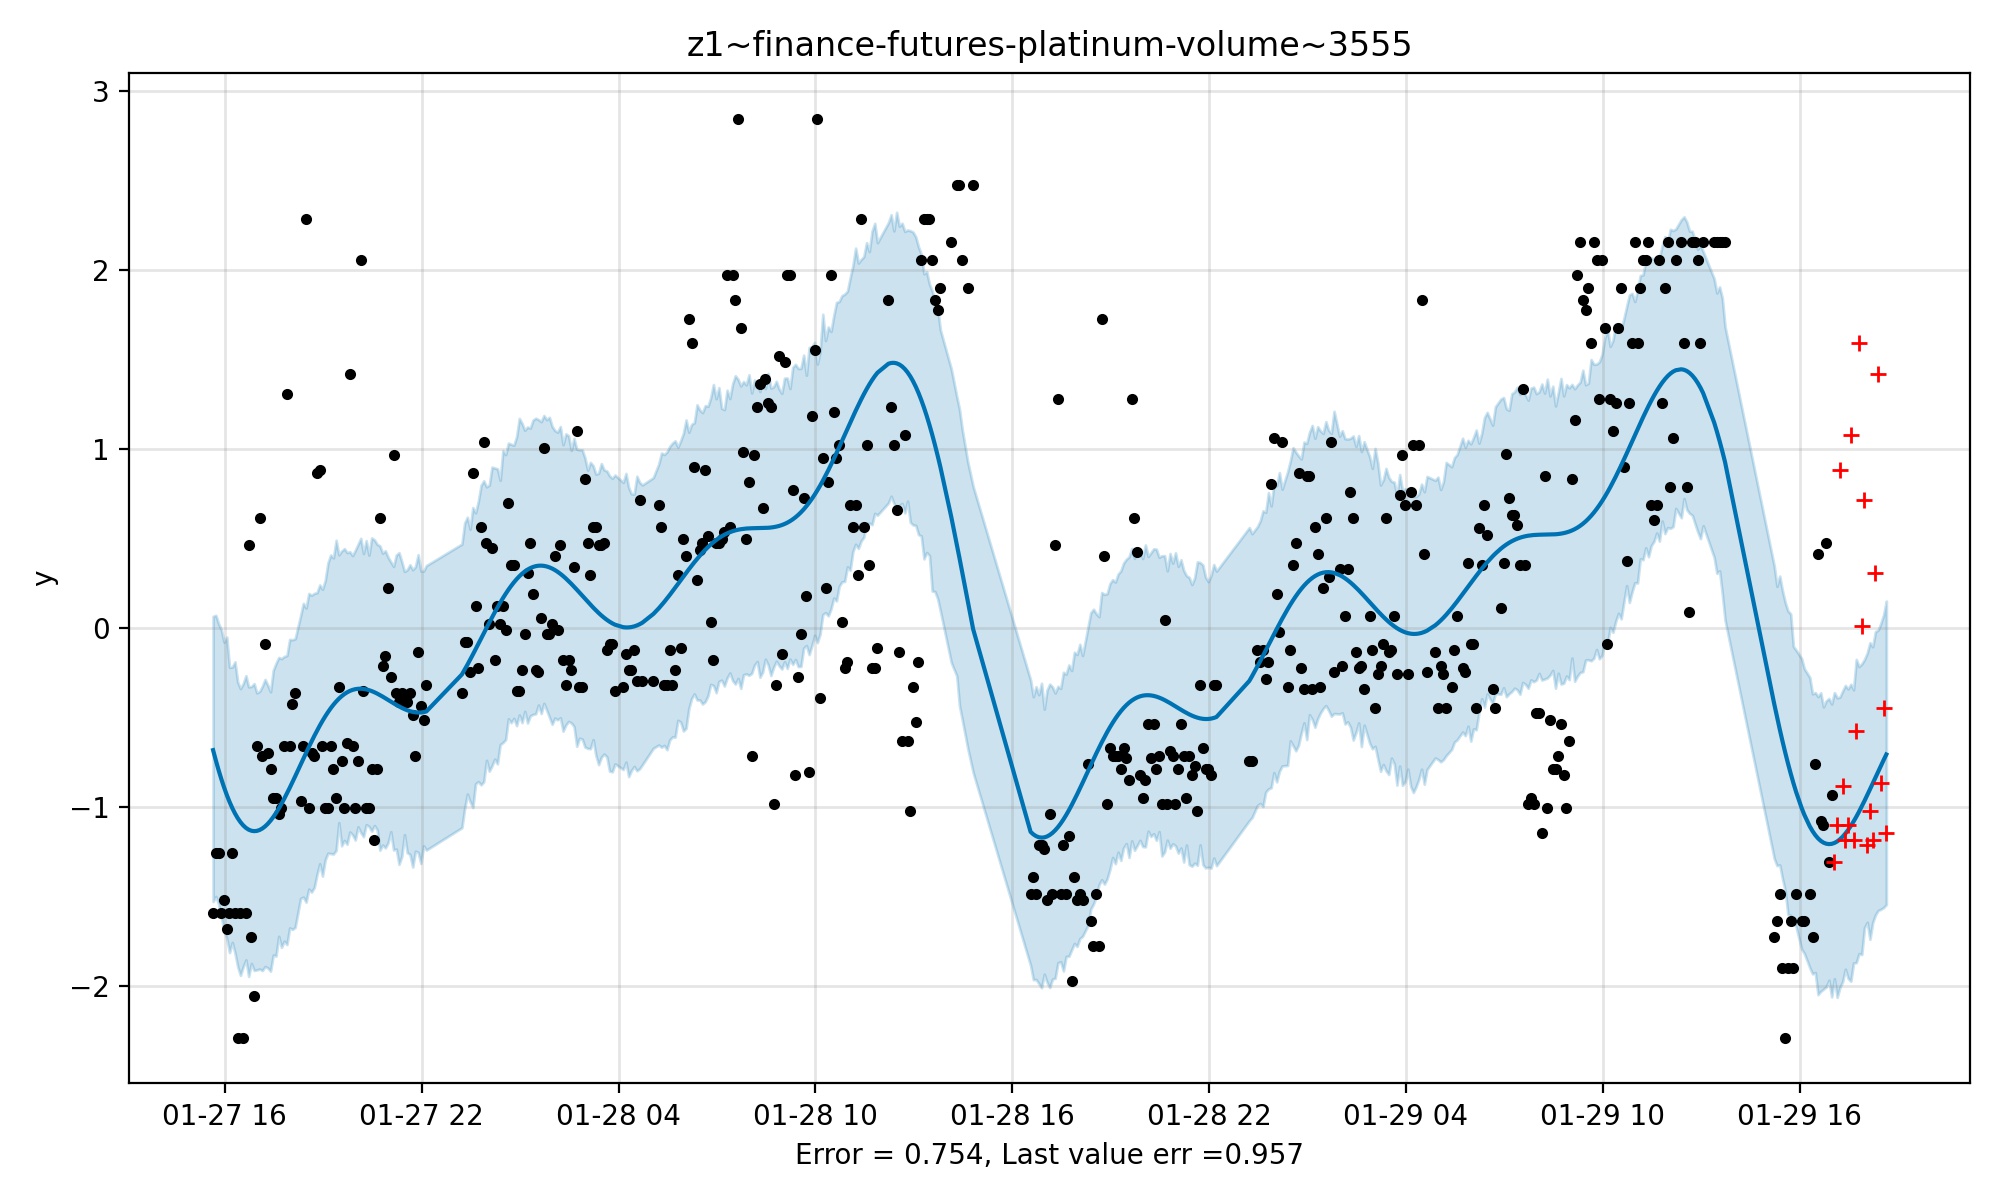 z1~finance-futures-platinum-volume~3555
3
2
1
0
−1
−2
y
01-27 16 01-27 22 01-28 04 01-28 10 01-28 16 01-28 22 01-29 04 01-29 10 01-29 16
Error = 0.754, Last value err =0.957